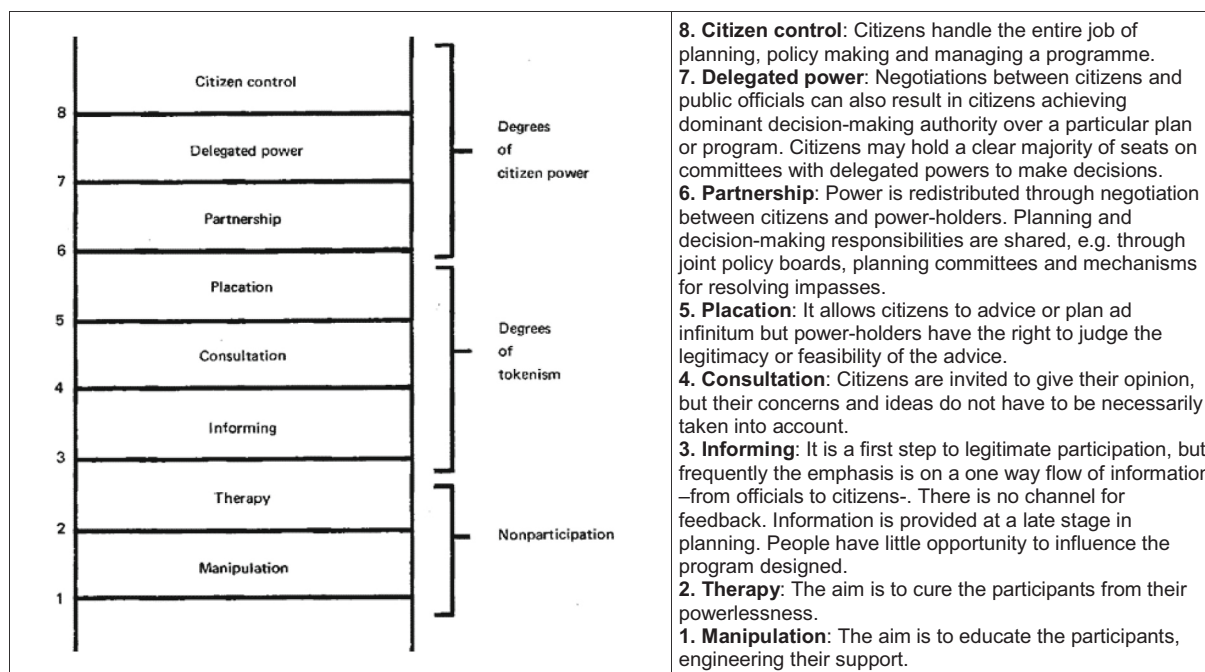 Citizen control
8
Delegated power
7
Partnership
6
Placation
5
Consultation
4
Informing
3
Therapy
2
Manipulation
1
Degrees
of
citizen power
Degrees
of
tokenism
Nonparticipation
8. Citizen control: Citizens handle the entire job of
planning, policy making and managing a programme.
7. Delegated power: Negotiations between citizens and
public officials can also result in citizens achieving
dominant decision-making authority over a particular plan
or program. Citizens may hold a clear majority of seats on
committees with delegated powers to make decisions.
6. Partnership: Power is redistributed through negotiation
between citizens and power-holders. Planning and
decision-making responsibilities are shared, e.g. through
joint policy boards, planning committees and mechanisms
for resolving impasses.
5. Placation: It allows citizens to advice or plan ad
infinitum but power-holders have the right to judge the
legitimacy or feasibility of the advice.
4. Consultation: Citizens are invited to give their opinion,
but their concerns and ideas do not have to be necessarily
taken into account.
3. Informing: It is a first step to legitimate participation, but
frequently the emphasis is on a one way flow of information
–from officials to citizens-. There is no channel for
feedback. Information is provided at a late stage in
planning. People have little opportunity to influence the
program designed.
2. Therapy: The aim is to cure the participants from their
powerlessness.
1. Manipulation: The aim is to educate the participants,
engineering their support.